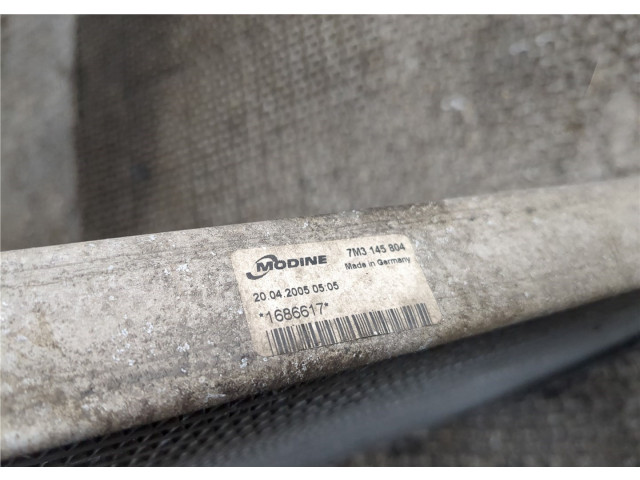 MODINE
7M3 145 804
Made in Germany
20.04.2005 05:05
*1686617*